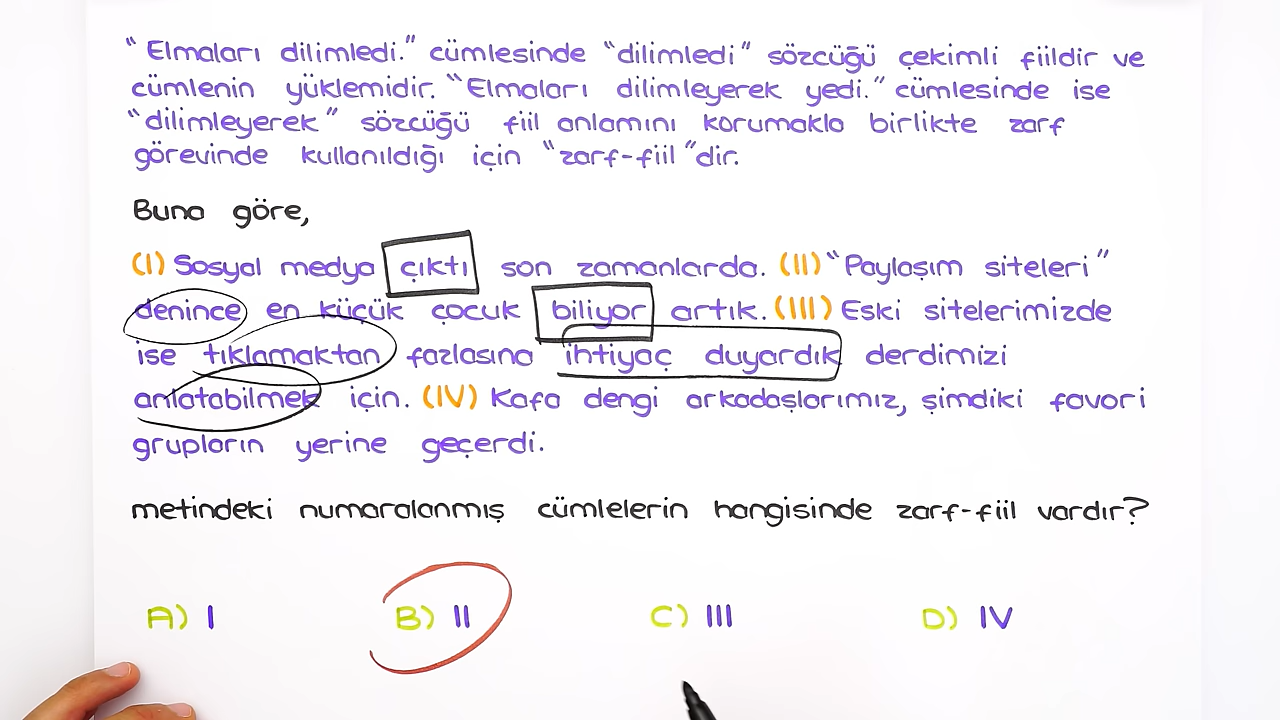 "Elmaları dilimledi." cümlesinde "dilimledi" sözcüğü çekimli fiildir ve
cümlenin yüklemidir. "Elmaları dilimleyerek yedi." cümlesinde ise
"dilimleyerek" sözcüğü fiil anlamını korumakla birlikte zarf
görevinde kullanıldığı için "zarf-fiil"dir.
Buna göre,
(I) Sosyal medya çıktı son zamanlarda. (II) "Paylaşım siteleri"
denince en küçük çocuk biliyor artık. (III) Eski sitelerimizde
ise tıklamaktan fazlasına ihtiyaç duyardık derdimizi
anlatabilmek için. (IV) Kafa dengi arkadaşlarımız, şimdiki favori
grupların yerine geçerdi.
metindeki numaralanmış cümlelerin hangisinde zarf-fiil vardır?
A) I B) II C) III D) IV